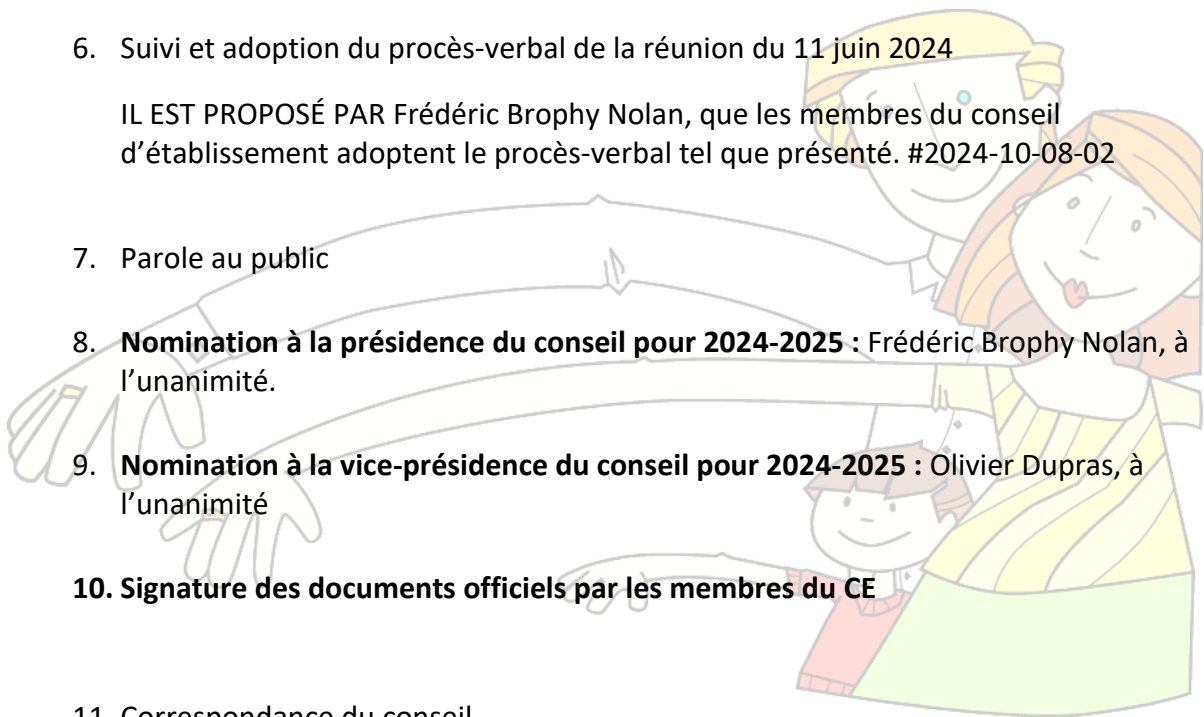 6. Suivi et adoption du procès-verbal de la réunion du 11 juin 2024
IL EST PROPOSÉ PAR Frédéric Brophy Nolan, que les membres du conseil
d’établissement adoptent le procès-verbal tel que présenté. #2024-10-08-02
7. Parole au public
8. Nomination à la présidence du conseil pour 2024-2025 : Frédéric Brophy Nolan, à
l’unanimité.
9. Nomination à la vice-présidence du conseil pour 2024-2025 : Olivier Dupras, à
l’unanimité
10. Signature des documents officiels par les membres du CE
11. Correspondance du conseil